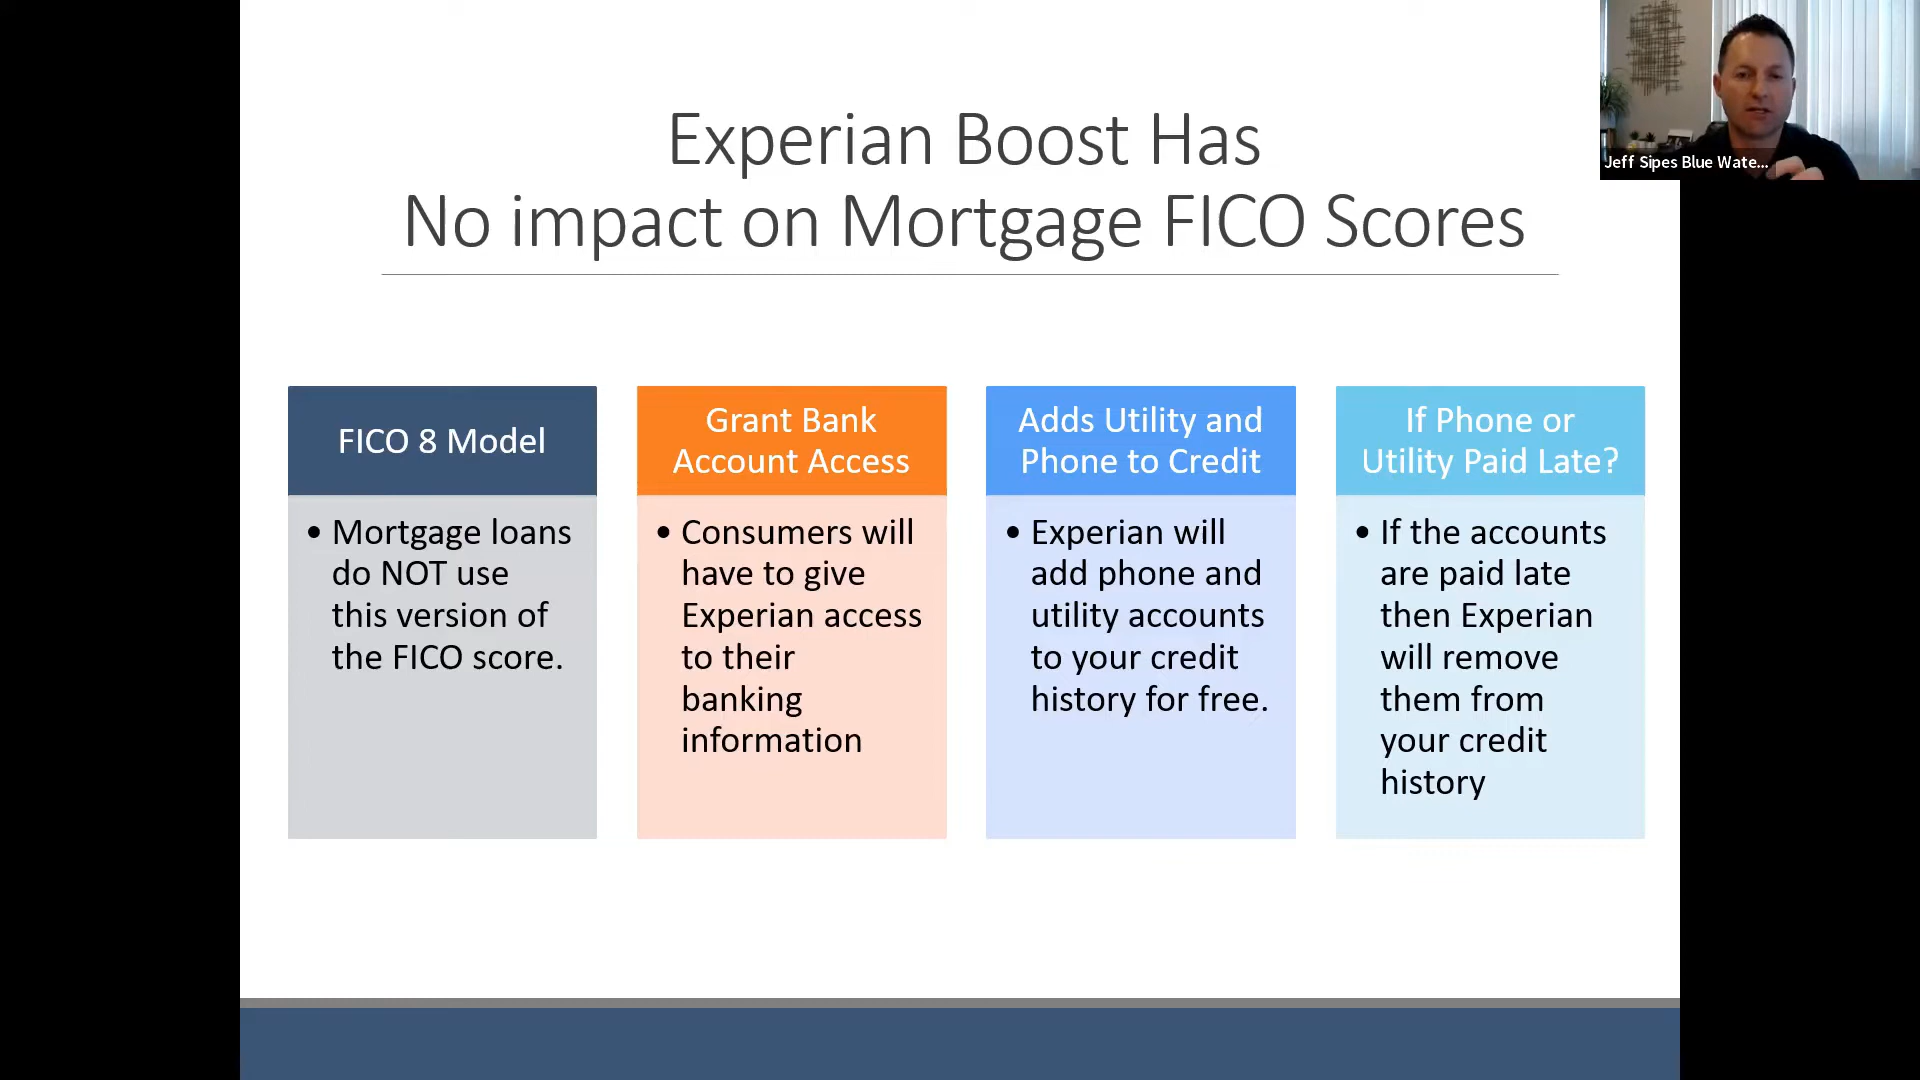 Experian Boost Has
No impact on Mortgage FICO Scores
Jeff Sipes Blue Wate...
FICO 8 Model
• Mortgage loans
do NOT use
this version of
the FICO score.
Grant Bank
Account Access
• Consumers will
have to give
Experian access
to their
banking
information
Adds Utility and
Phone to Credit
• Experian will
add phone and
utility accounts
to your credit
history for free.
If Phone or
Utility Paid Late?
• If the accounts
are paid late
then Experian
will remove
them from
your credit
history